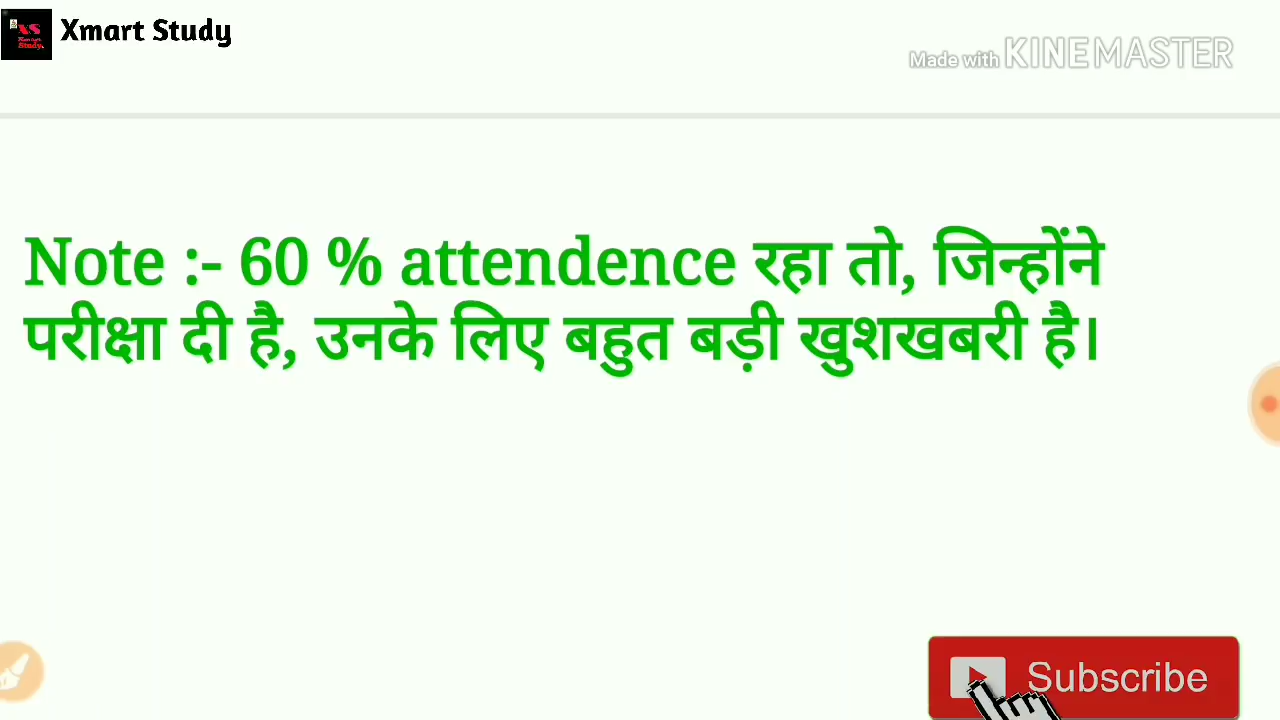 Xmart Study
Made with KINEMASTER
Note :- 60 % attendence रहा तो, जिन्होंने
परीक्षा दी है, उनके लिए बहुत बड़ी खुशखबरी है।
Subscribe